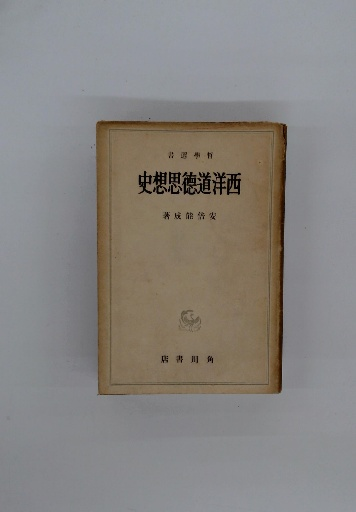 哲學選書
西洋道德思想史
安倍能成著
角川書店